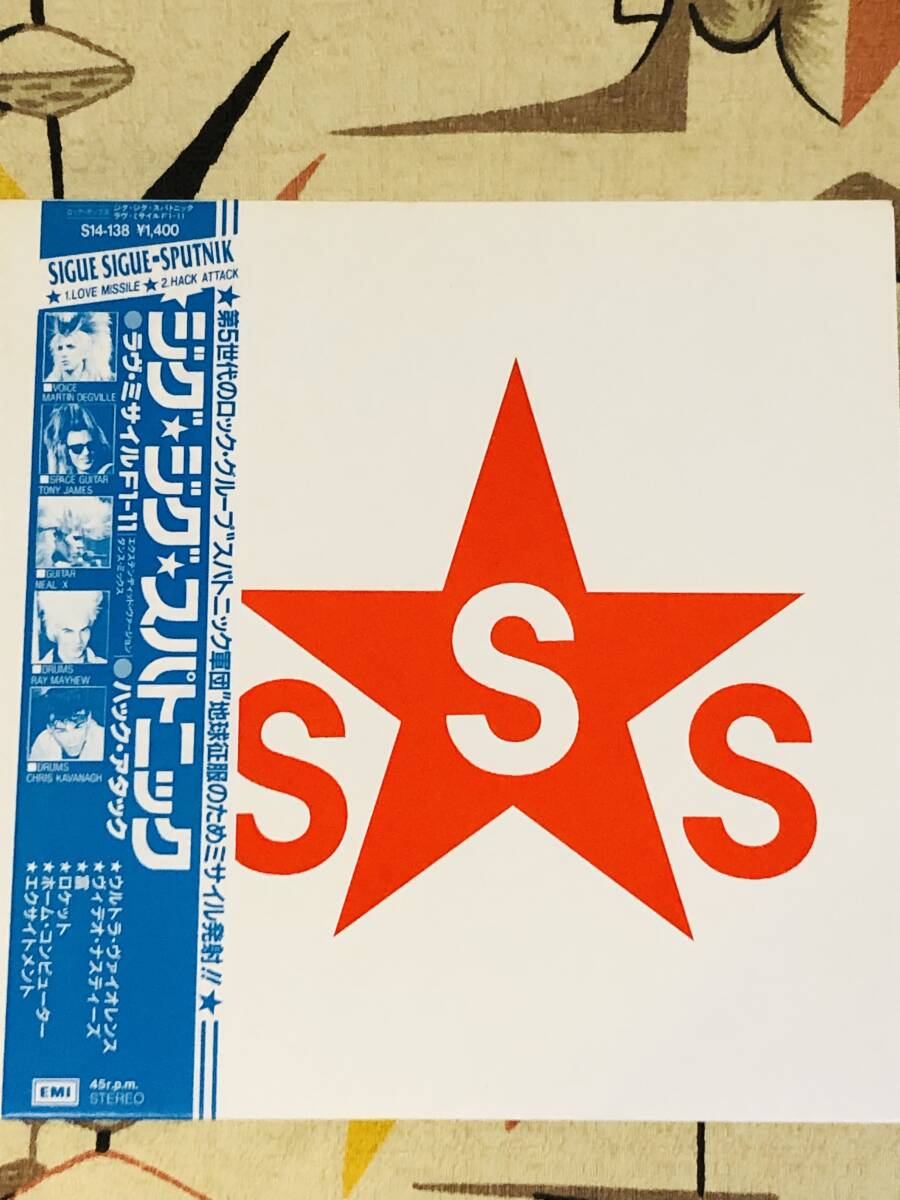 ロック・ポップス
ジグ・ジグ・スパトニック
ラヴ・ミサイルF1-11
S14-138 ¥1,400
SIGUE SIGUE-SPUTNIK
★ 1.LOVE MISSILE ★ 2.HACK ATTACK
★第5世代のロック・グループ"スパトニック軍団"地球征服のためミサイル発射!!★
★ジグ★ジグ★スパトニック
●ラヴ・ミサイルF1-11
エクステンディッド・ヴァージョン
ダンス・ミックス
●ハック・アタック
■VOICE
MARTIN DEGVILLE
■SPACE GUITAR
TONY JAMES
■GUITAR
NEAL X
■DRUMS
RAY MAYHEW
■DRUMS
CHRIS KAVANAGH
★ウルトラ・ヴァイオレンス
★ヴィデオ・ナスティーズ
★富
★ロケット
★ホーム・コンピューター
★エクサイトメント
EMI
45r.p.m.
STEREO
S
S
S